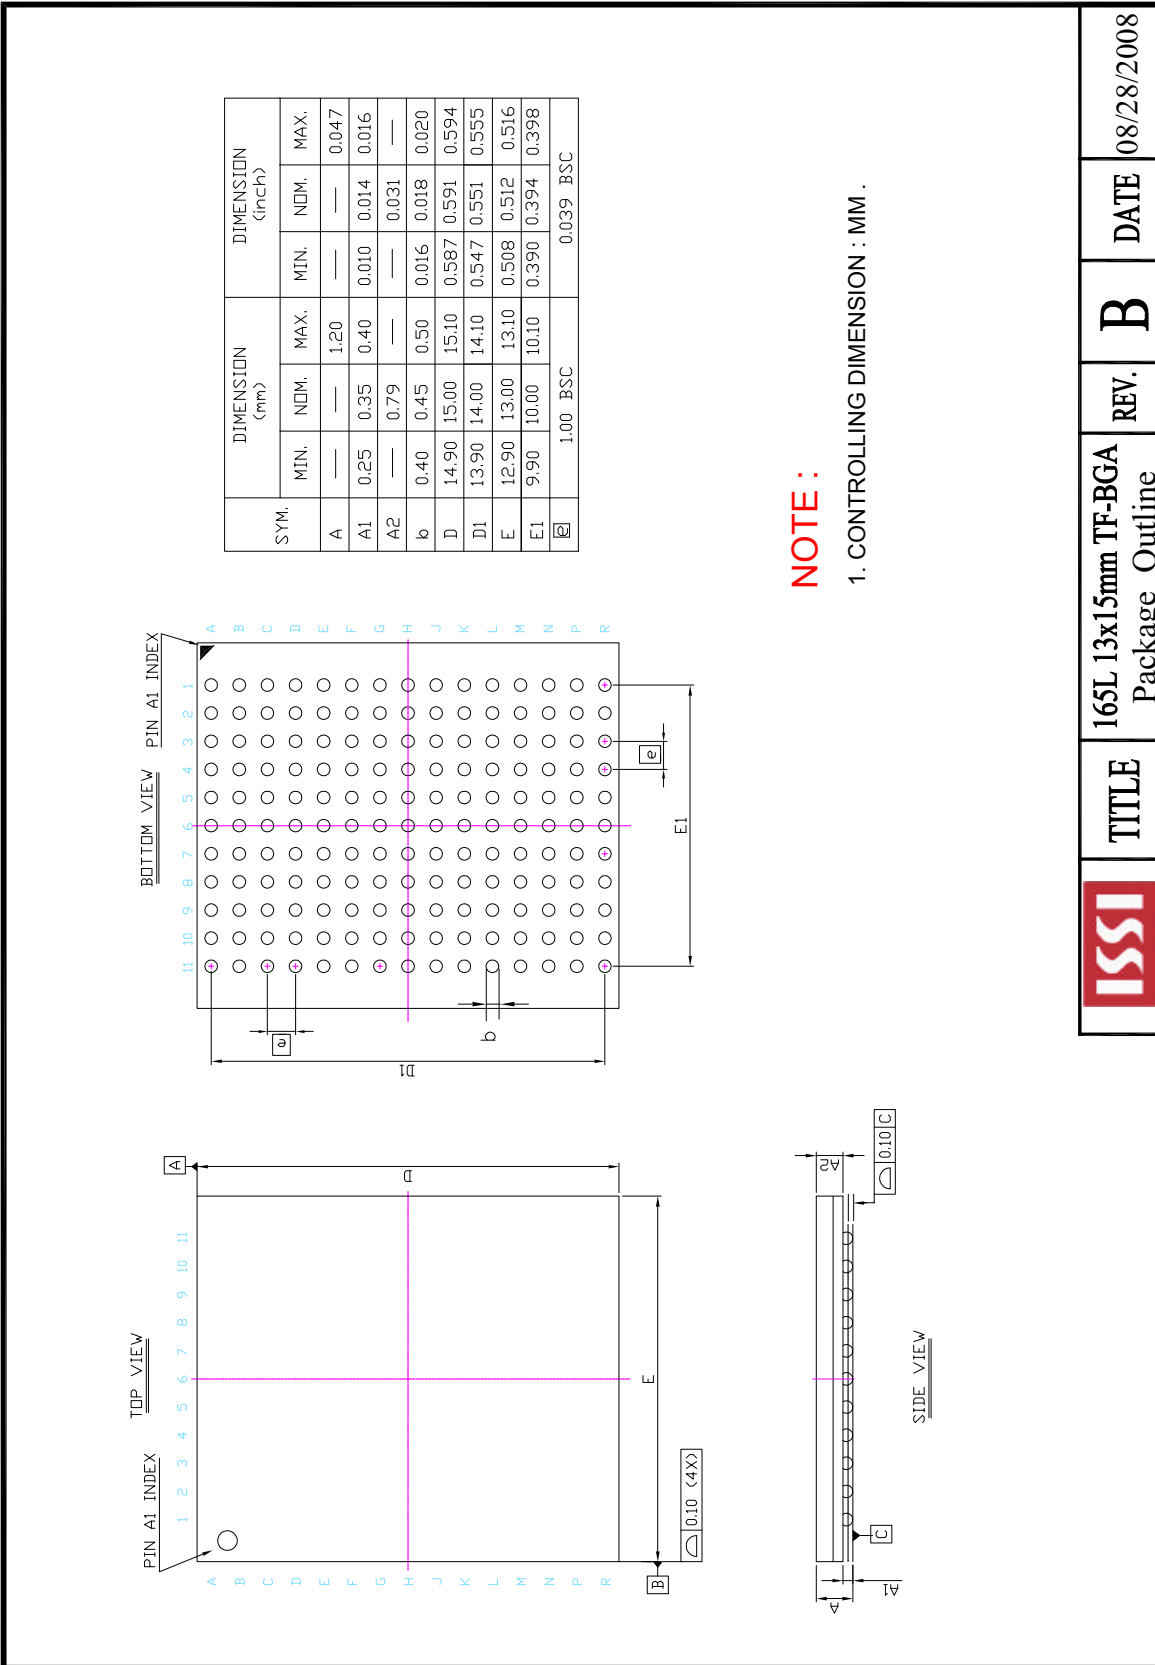 TOP VIEW
PIN A1 INDEX
1 2 3 4 5 6 7 8 9 10 11
A
B
C
D
E
F
G
H
J
K
L
M
N
P
R
A
D
E
B
0.10 (4X)
BOTTOM VIEW
PIN A1 INDEX
11 10 9 8 7 6 5 4 3 2 1
A
B
C
D
E
F
G
H
J
K
L
M
N
P
R
e
D1
b
e
E1
SYM. DIMENSION (mm) DIMENSION (inch)
MIN. NOM. MAX. MIN. NOM. MAX.
A — — 1.20 — — 0.047
A1 0.25 0.35 0.40 0.010 0.014 0.016
A2 — 0.79 — — 0.031 —
b 0.40 0.45 0.50 0.016 0.018 0.020
D 14.90 15.00 15.10 0.587 0.591 0.594
D1 13.90 14.00 14.10 0.547 0.551 0.555
E 12.90 13.00 13.10 0.508 0.512 0.516
E1 9.90 10.00 10.10 0.390 0.394 0.398
e 1.00 BSC 0.039 BSC
A
A1
A2
C
0.10 C
SIDE VIEW
NOTE :
1. CONTROLLING DIMENSION : MM .
ISSI
TITLE
165L 13x15mm TF-BGA
Package Outline
REV.
B
DATE
08/28/2008